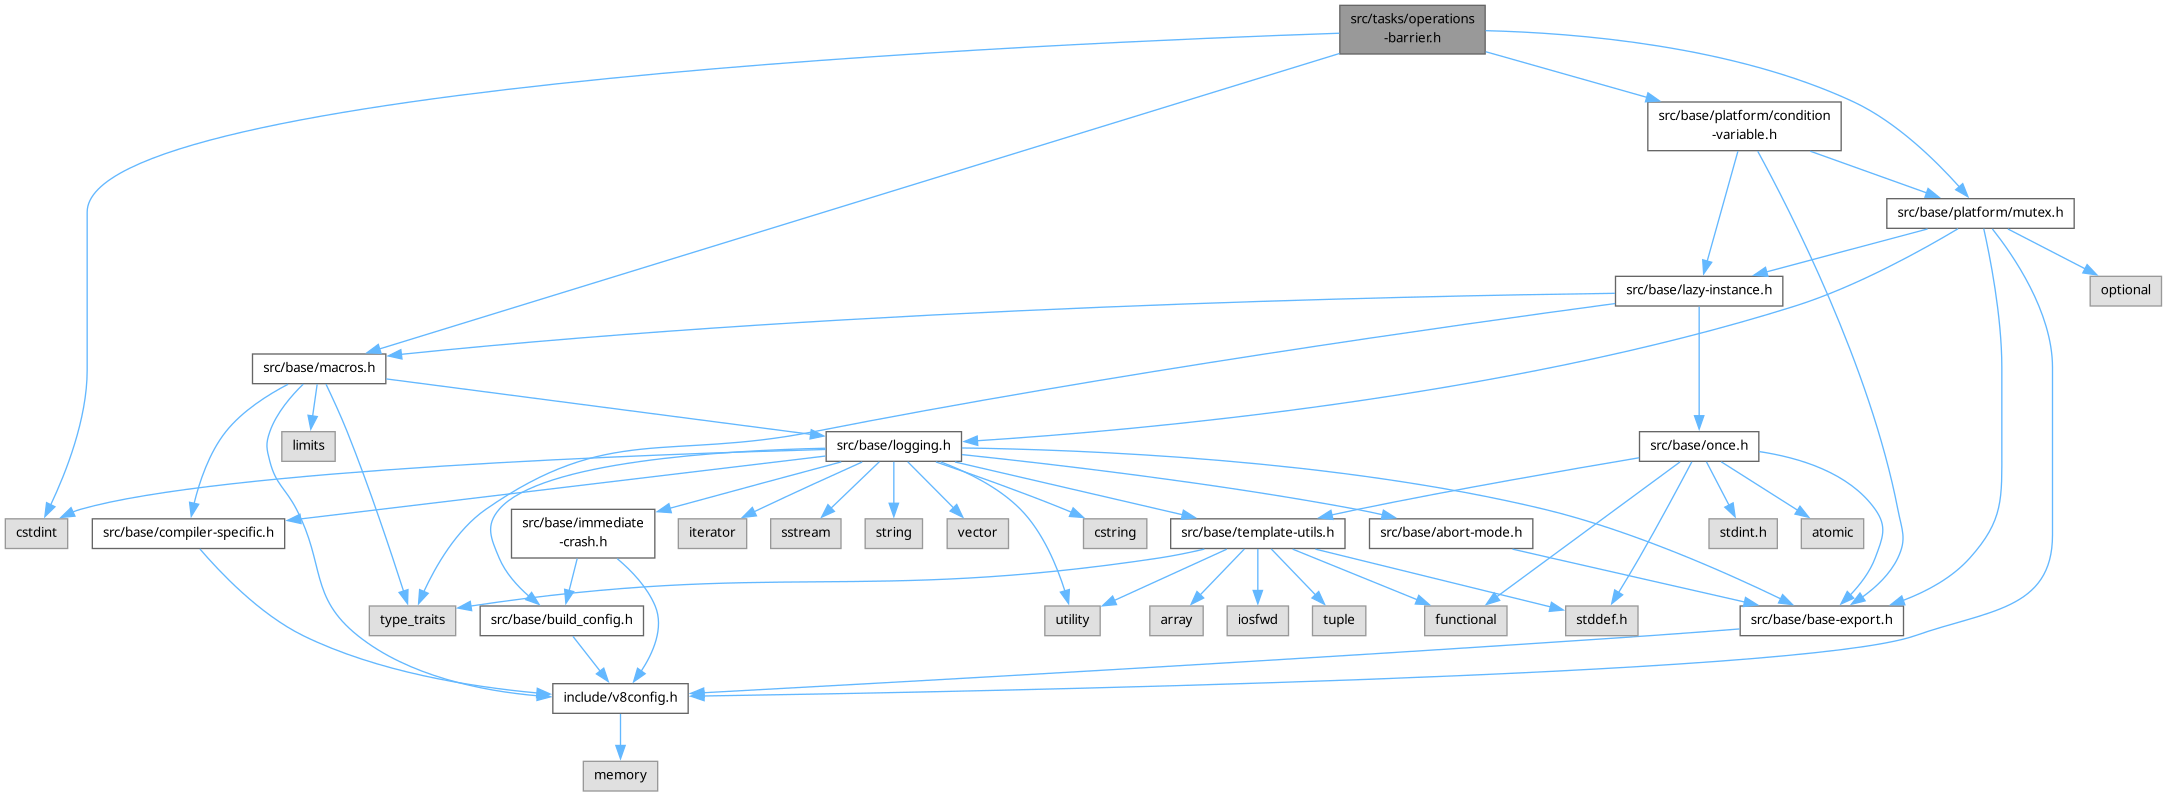 src/tasks/operations
-barrier.h
src/base/platform/condition
-variable.h
src/base/platform/mutex.h
src/base/lazy-instance.h
optional
src/base/macros.h
limits
src/base/logging.h
src/base/once.h
cstdint
src/base/compiler-specific.h
src/base/immediate
-crash.h
iterator
sstream
string
vector
cstring
src/base/template-utils.h
src/base/abort-mode.h
stdint.h
atomic
type_traits
src/base/build_config.h
utility
array
iosfwd
tuple
functional
stddef.h
src/base/base-export.h
include/v8config.h
memory